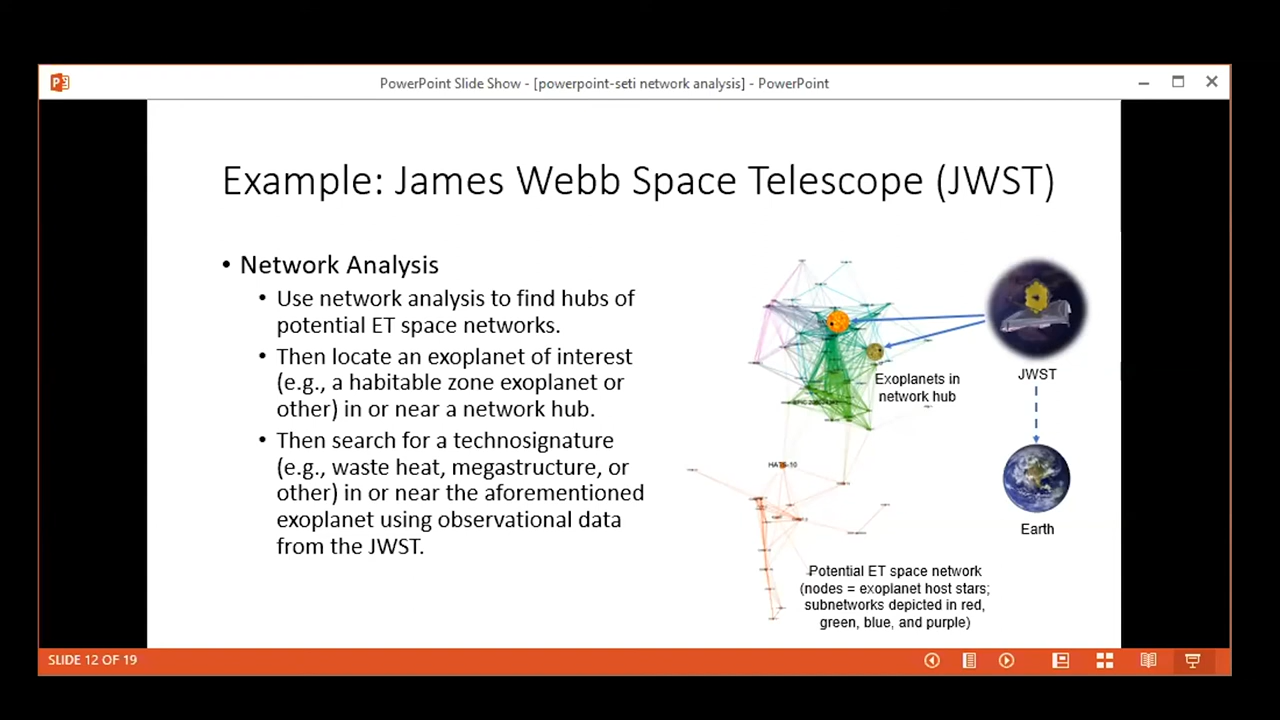 PowerPoint Slide Show - [powerpoint-seti network analysis] - PowerPoint
Example: James Webb Space Telescope (JWST)
• Network Analysis
• Use network analysis to find hubs of
potential ET space networks.
• Then locate an exoplanet of interest
(e.g., a habitable zone exoplanet or
other) in or near a network hub.
• Then search for a technosignature
(e.g., waste heat, megastructure, or
other) in or near the aforementioned
exoplanet using observational data
from the JWST.
JWST
Exoplanets in
network hub
Earth
Potential ET space network
(nodes = exoplanet host stars;
subnetworks depicted in red,
green, blue, and purple)
SLIDE 12 OF 19